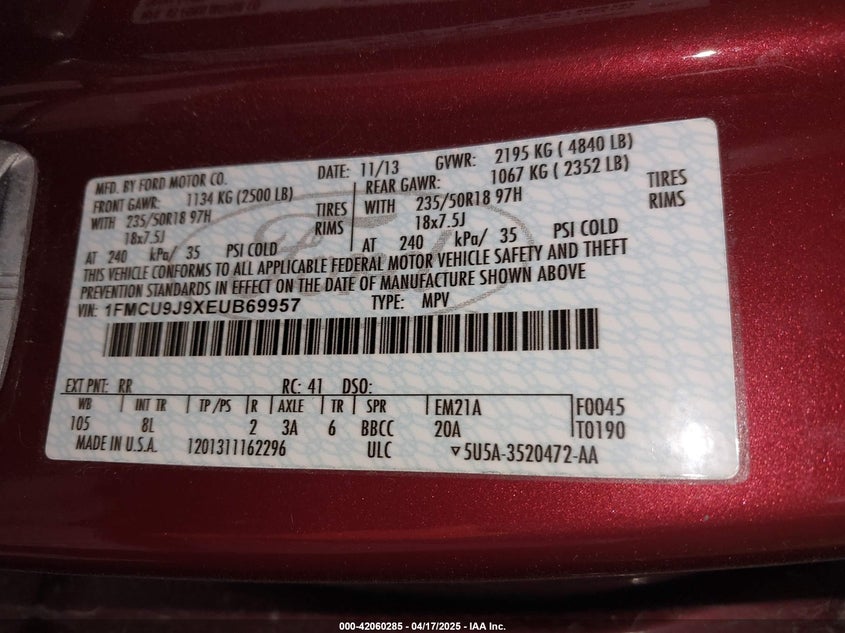 MFD. BY FORD MOTOR CO. DATE: 11/13 GVWR: 2195 KG ( 4840 LB)
FRONT GAWR: 1134 KG (2500 LB) REAR GAWR: 1067 KG ( 2352 LB)
WITH 235/50R18 97H TIRES WITH 235/50R18 97H TIRES
18x7.5J RIMS 18x7.5J RIMS
AT 240 kPa/ 35 PSI COLD AT 240 kPa/ 35 PSI COLD
THIS VEHICLE CONFORMS TO ALL APPLICABLE FEDERAL MOTOR VEHICLE SAFETY AND THEFT
PREVENTION STANDARDS IN EFFECT ON THE DATE OF MANUFACTURE SHOWN ABOVE
VIN: 1FMCU9J9XEUB69957 TYPE: MPV
EXT PNT: RR RC: 41 DSO:
WB INT TR TP/PS R AXLE TR SPR EM21A F0045
105 8L 2 3A 6 BBCC 20A T0190
MADE IN U.S.A. 1201311162296 ULC ▿5U5A-3520472-AA
000-42060285 - 04/17/2025 - IAA Inc.